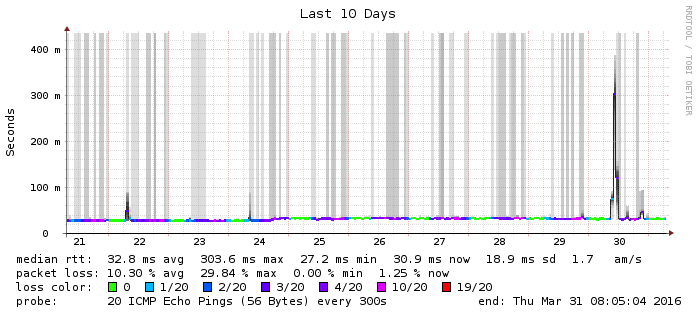 Last 10 Days
RRDTOOL / TOBI OETIKER
Seconds
400 m
300 m
200 m
100 m
0
21 22 23 24 25 26 27 28 29 30
median rtt: 32.8 ms avg 303.6 ms max 27.2 ms min 30.9 ms now 18.9 ms sd 1.7 am/s
packet loss: 10.30 % avg 29.84 % max 0.00 % min 1.25 % now
loss color: 0 1/20 2/20 3/20 4/20 10/20 19/20
probe: 20 ICMP Echo Pings (56 Bytes) every 300s end: Thu Mar 31 08:05:04 2016